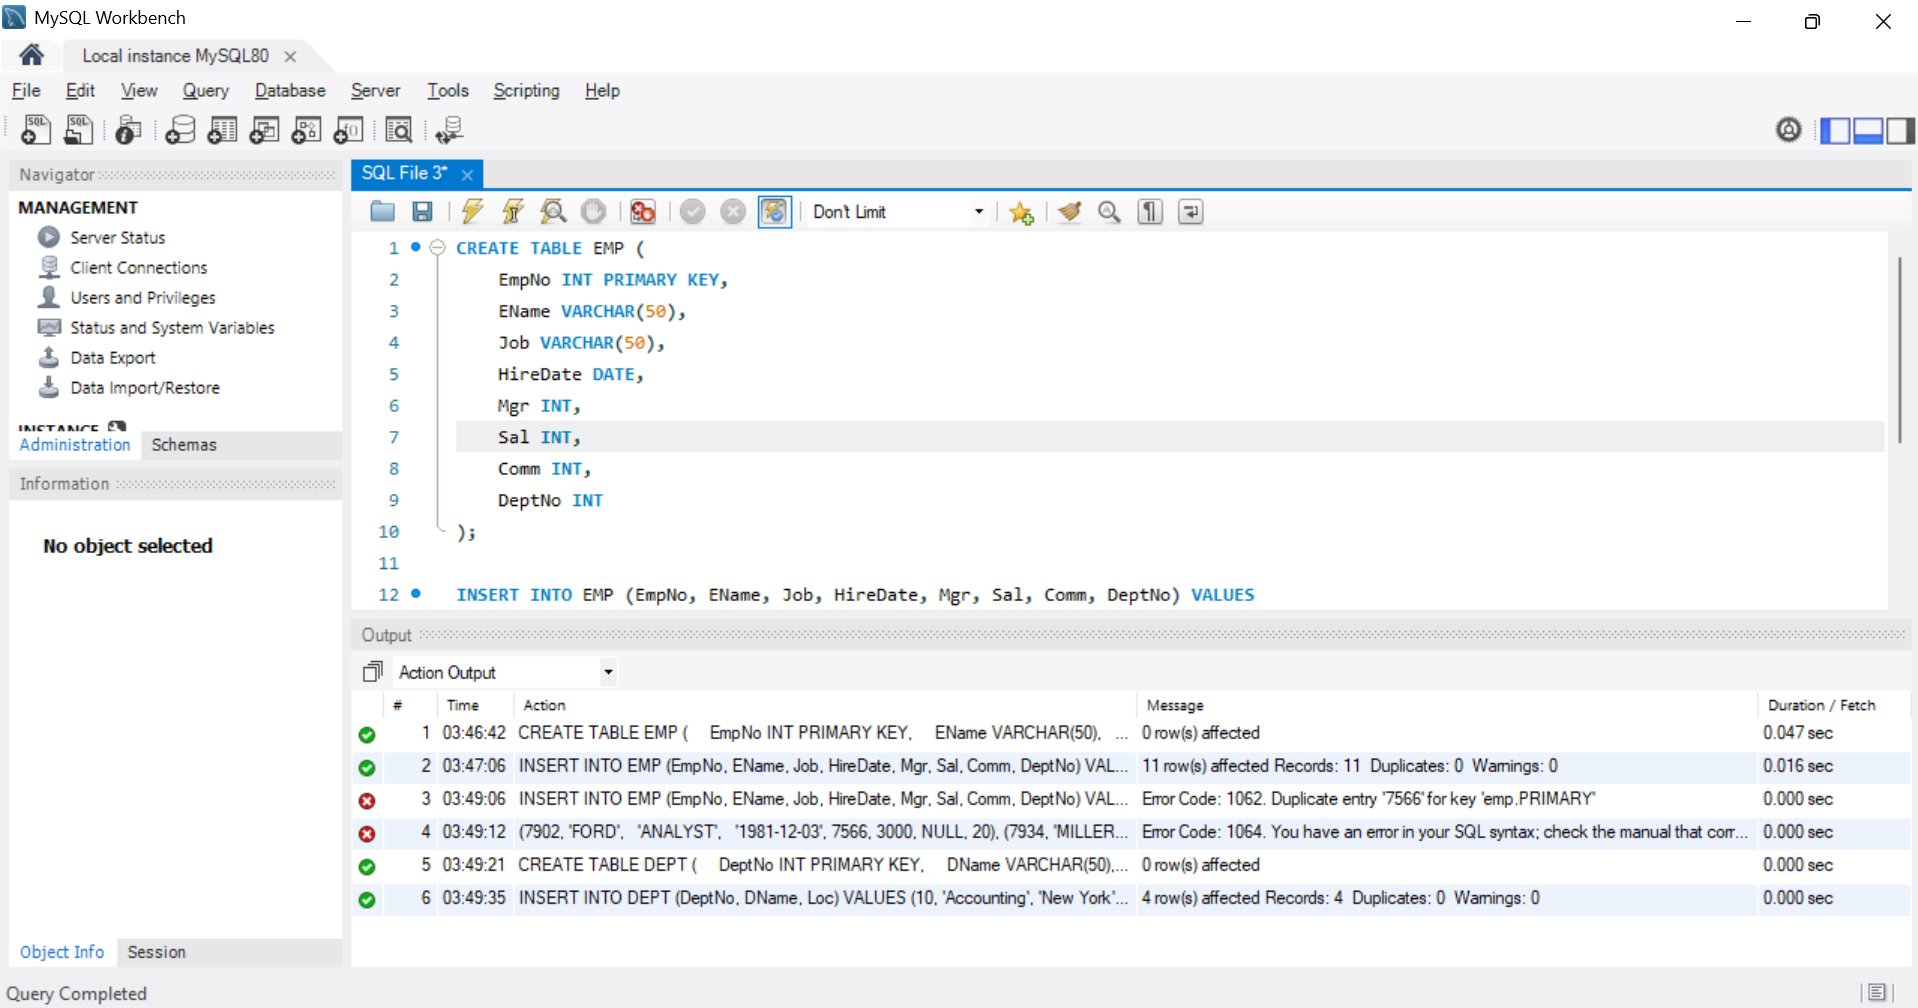 MySQL Workbench
Local instance MySQL80
File Edit View Query Database Server Tools Scripting Help
Navigator
MANAGEMENT
Server Status
Client Connections
Users and Privileges
Status and System Variables
Data Export
Data Import/Restore
INSTANCE
Administration Schemas
Information
No object selected
Object Info Session
SQL File 3*
Don't Limit
1 CREATE TABLE EMP (
2 EmpNo INT PRIMARY KEY,
3 EName VARCHAR(50),
4 Job VARCHAR(50),
5 HireDate DATE,
6 Mgr INT,
7 Sal INT,
8 Comm INT,
9 DeptNo INT
10 );
11
12 INSERT INTO EMP (EmpNo, EName, Job, HireDate, Mgr, Sal, Comm, DeptNo) VALUES
Output
Action Output
# Time Action Message Duration / Fetch
1 03:46:42 CREATE TABLE EMP ( EmpNo INT PRIMARY KEY, EName VARCHAR(50), ... 0 row(s) affected 0.047 sec
2 03:47:06 INSERT INTO EMP (EmpNo, EName, Job, HireDate, Mgr, Sal, Comm, DeptNo) VAL... 11 row(s) affected Records: 11 Duplicates: 0 Warnings: 0 0.016 sec
3 03:49:06 INSERT INTO EMP (EmpNo, EName, Job, HireDate, Mgr, Sal, Comm, DeptNo) VAL... Error Code: 1062. Duplicate entry '7566' for key 'emp.PRIMARY' 0.000 sec
4 03:49:12 (7902, 'FORD', 'ANALYST', '1981-12-03', 7566, 3000, NULL, 20), (7934, 'MILLER... Error Code: 1064. You have an error in your SQL syntax; check the manual that corr... 0.000 sec
5 03:49:21 CREATE TABLE DEPT ( DeptNo INT PRIMARY KEY, DName VARCHAR(50),... 0 row(s) affected 0.000 sec
6 03:49:35 INSERT INTO DEPT (DeptNo, DName, Loc) VALUES (10, 'Accounting', 'New York'... 4 row(s) affected Records: 4 Duplicates: 0 Warnings: 0 0.000 sec
Query Completed